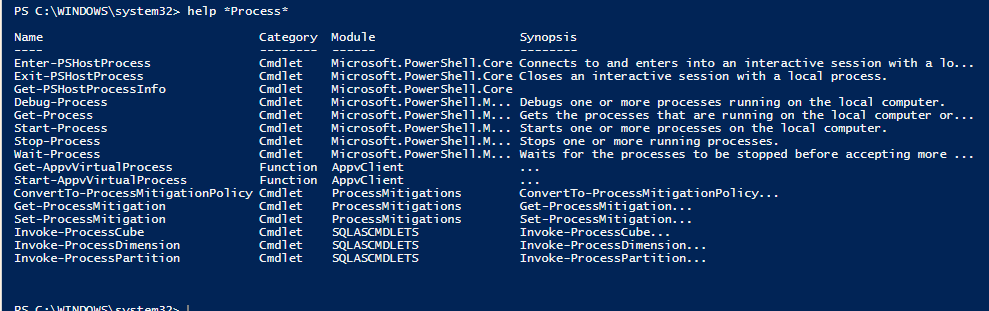 PS C:\WINDOWS\system32> help *Process*
Name Category Module Synopsis
---- -------- ------ --------
Enter-PSHostProcess Cmdlet Microsoft.PowerShell.Core Connects to and enters into an interactive session with a lo...
Exit-PSHostProcess Cmdlet Microsoft.PowerShell.Core Closes an interactive session with a local process.
Get-PSHostProcessInfo Cmdlet Microsoft.PowerShell.Core
Debug-Process Cmdlet Microsoft.PowerShell.M... Debugs one or more processes running on the local computer.
Get-Process Cmdlet Microsoft.PowerShell.M... Gets the processes that are running on the local computer or...
Start-Process Cmdlet Microsoft.PowerShell.M... Starts one or more processes on the local computer.
Stop-Process Cmdlet Microsoft.PowerShell.M... Stops one or more running processes.
Wait-Process Cmdlet Microsoft.PowerShell.M... Waits for the processes to be stopped before accepting more ...
Get-AppvVirtualProcess Function AppvClient ...
Start-AppvVirtualProcess Function AppvClient ...
ConvertTo-ProcessMitigationPolicy Cmdlet ProcessMitigations ConvertTo-ProcessMitigationPolicy...
Get-ProcessMitigation Cmdlet ProcessMitigations Get-ProcessMitigation...
Set-ProcessMitigation Cmdlet ProcessMitigations Set-ProcessMitigation...
Invoke-ProcessCube Cmdlet SQLASCMDLETS Invoke-ProcessCube...
Invoke-ProcessDimension Cmdlet SQLASCMDLETS Invoke-ProcessDimension...
Invoke-ProcessPartition Cmdlet SQLASCMDLETS Invoke-ProcessPartition...
PS C:\WINDOWS\system32>